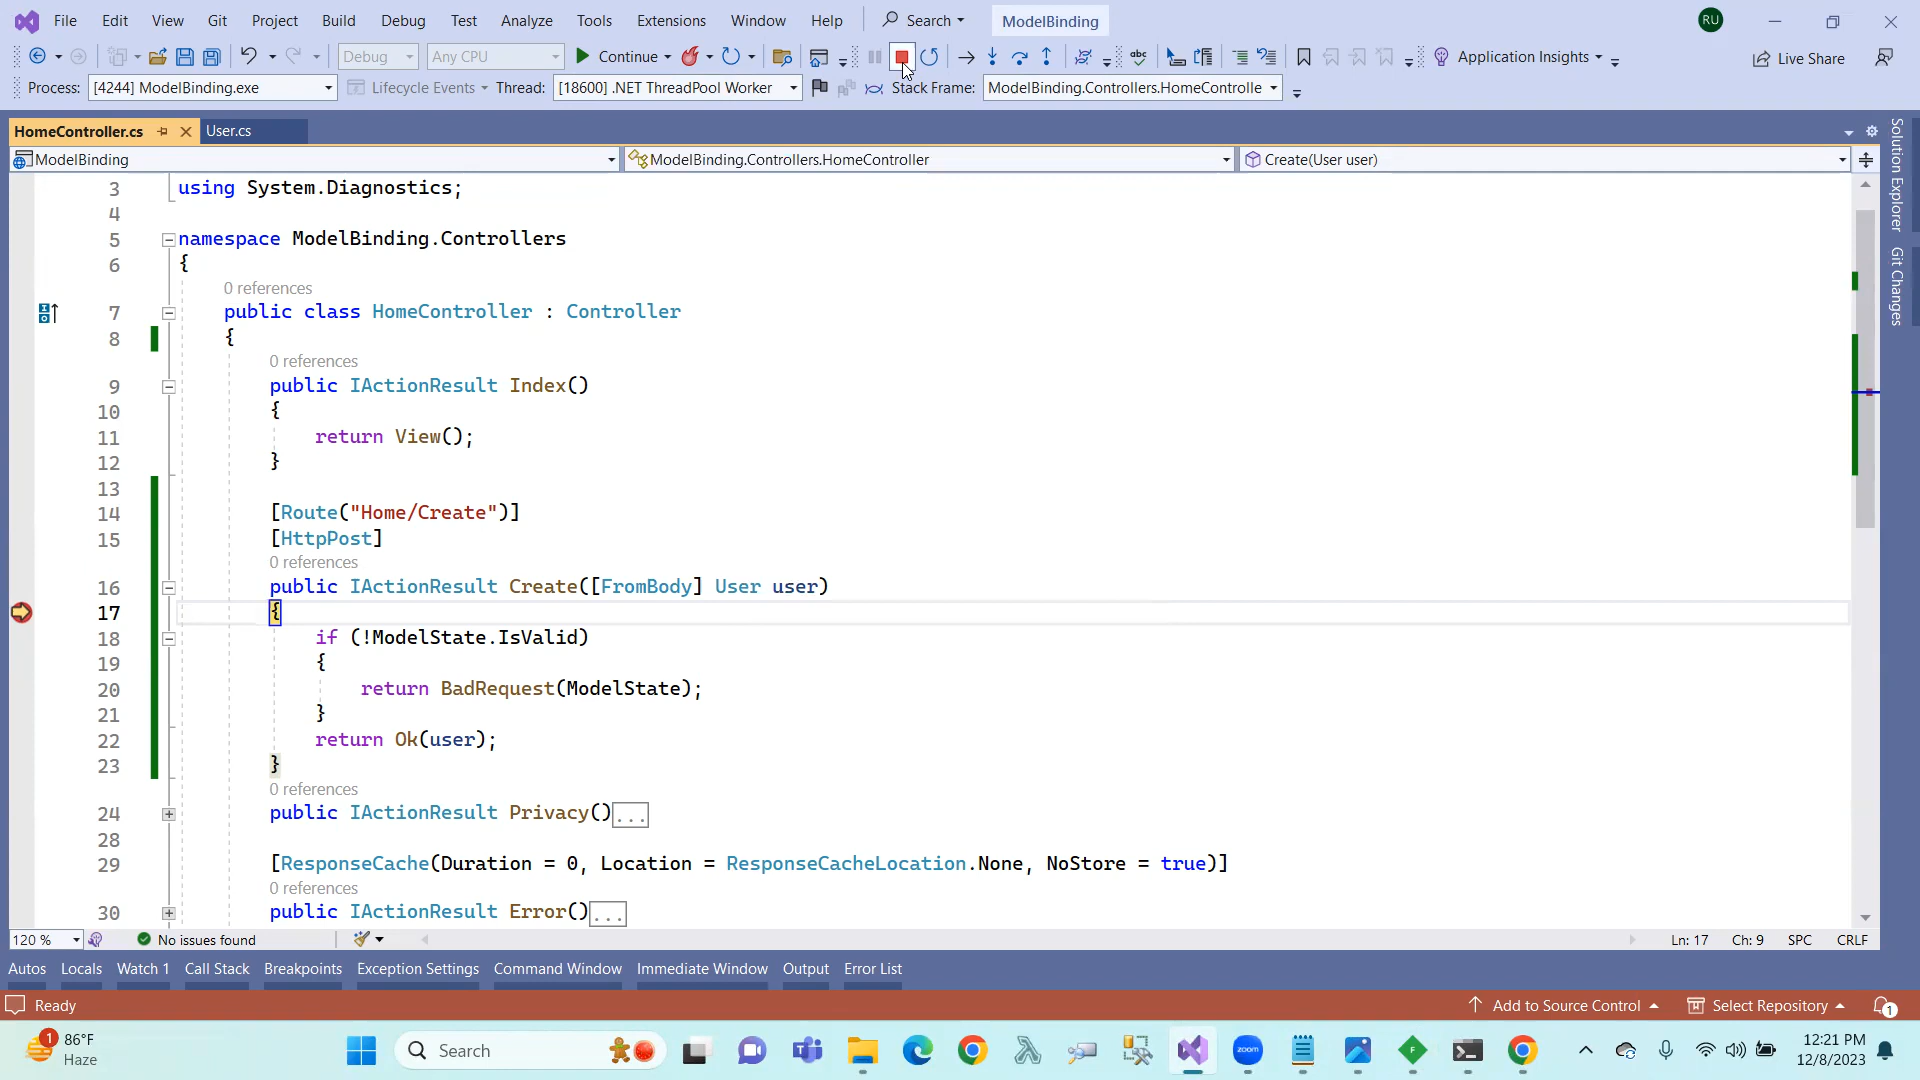 File Edit View Git Project Build Debug Test Analyze Tools Extensions Window Help Search ModelBinding RU
Debug Any CPU Continue Application Insights Live Share
Process: [4244] ModelBinding.exe Lifecycle Events Thread: [18600] .NET ThreadPool Worker Stack Frame: ModelBinding.Controllers.HomeControlle
HomeController.cs User.cs
ModelBinding ModelBinding.Controllers.HomeController Create(User user)
Solution Explorer
Git Changes
3 using System.Diagnostics;
4
5 namespace ModelBinding.Controllers
6 {
0 references
7 public class HomeController : Controller
8 {
0 references
9 public IActionResult Index()
10 {
11 return View();
12 }
13
14 [Route("Home/Create")]
15 [HttpPost]
0 references
16 public IActionResult Create([FromBody] User user)
17 {
18 if (!ModelState.IsValid)
19 {
20 return BadRequest(ModelState);
21 }
22 return Ok(user);
23 }
0 references
24 public IActionResult Privacy()...
28
29 [ResponseCache(Duration = 0, Location = ResponseCacheLocation.None, NoStore = true)]
0 references
30 public IActionResult Error()...
120 % No issues found Ln: 17 Ch: 9 SPC CRLF
Autos Locals Watch 1 Call Stack Breakpoints Exception Settings Command Window Immediate Window Output Error List
Ready Add to Source Control Select Repository 1
1 86°F Search zoom 12:21 PM
Haze 12/8/2023